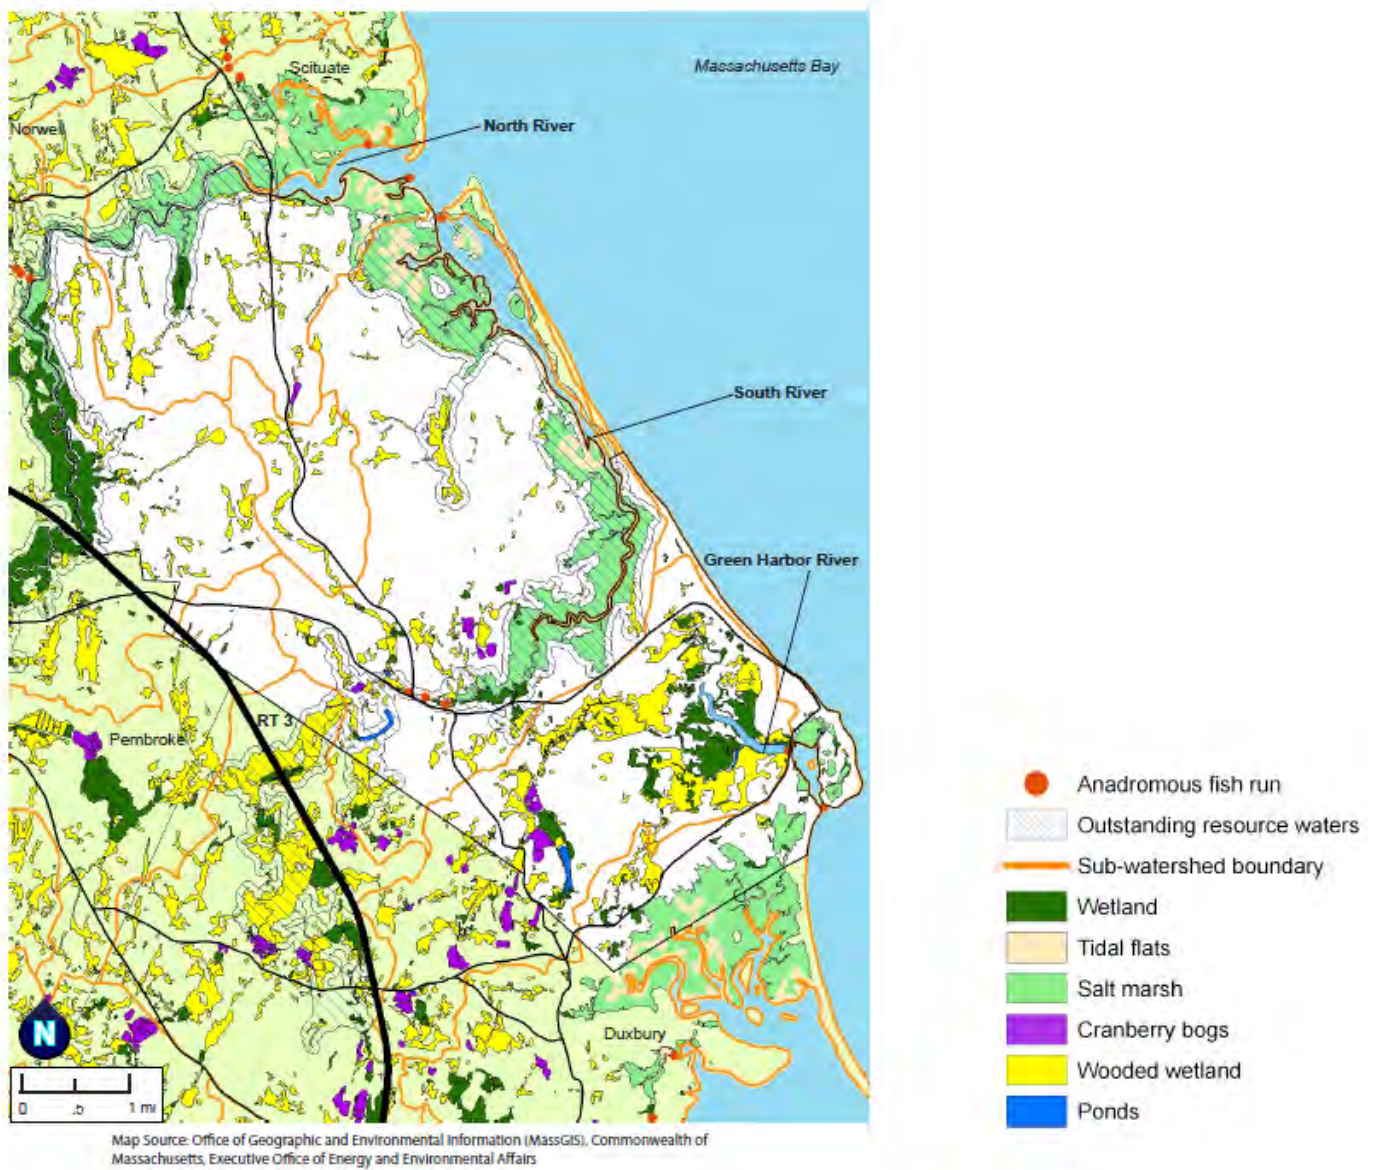 Massachusetts Bay
Scituate
North River
Norwell
South River
Green Harbor River
RT 3
Pembroke
Duxbury
N
0 .5 1 mi
Anadromous fish run
Outstanding resource waters
Sub-watershed boundary
Wetland
Tidal flats
Salt marsh
Cranberry bogs
Wooded wetland
Ponds
Map Source: Office of Geographic and Environmental Information (MassGIS), Commonwealth of
Massachusetts, Executive Office of Energy and Environmental Affairs